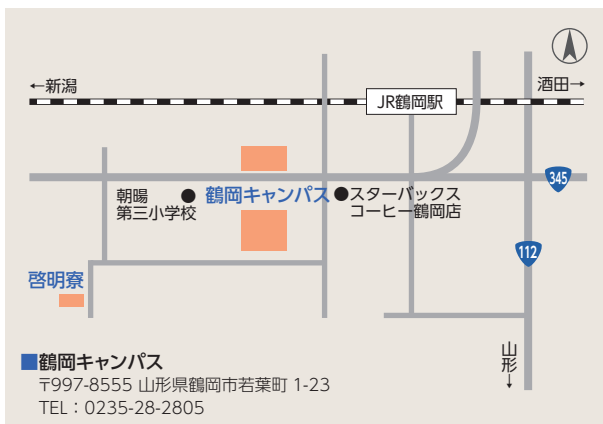 ←新潟
酒田→
JR鶴岡駅
345
朝暘
第三小学校
鶴岡キャンパス
スターバックス
コーヒー鶴岡店
112
啓明寮
山形→
■鶴岡キャンパス
〒997-8555 山形県鶴岡市若葉町 1-23
TEL：0235-28-2805